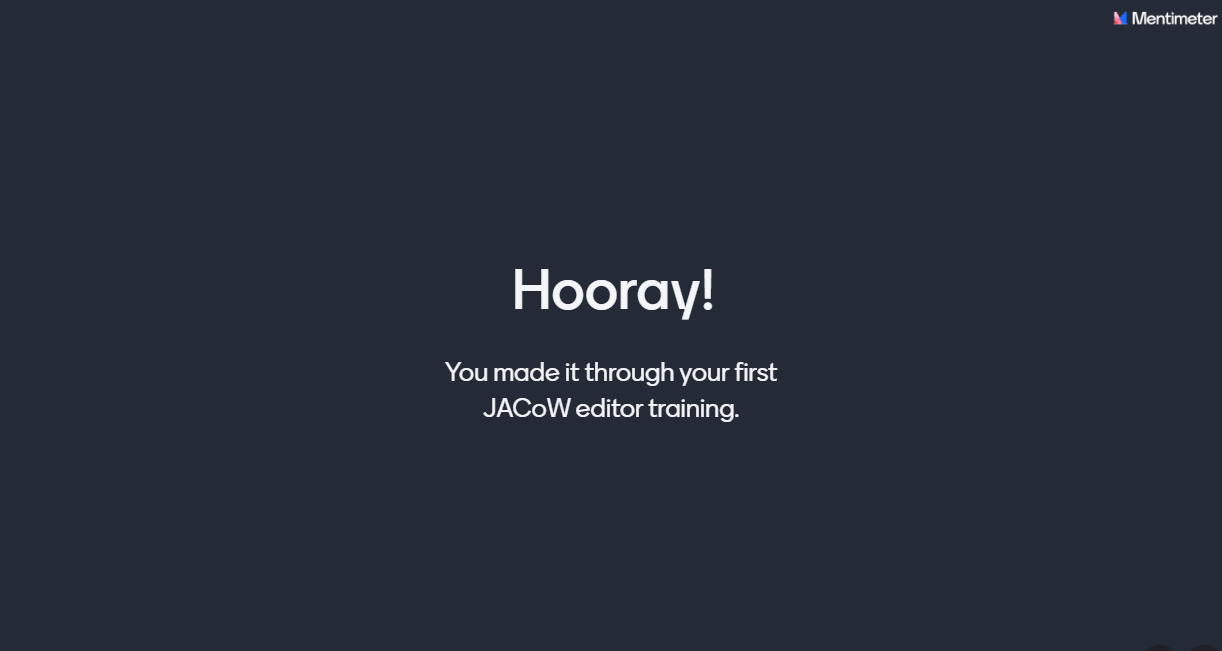 Mentimeter
Hooray!
You made it through your first
JACoW editor training.